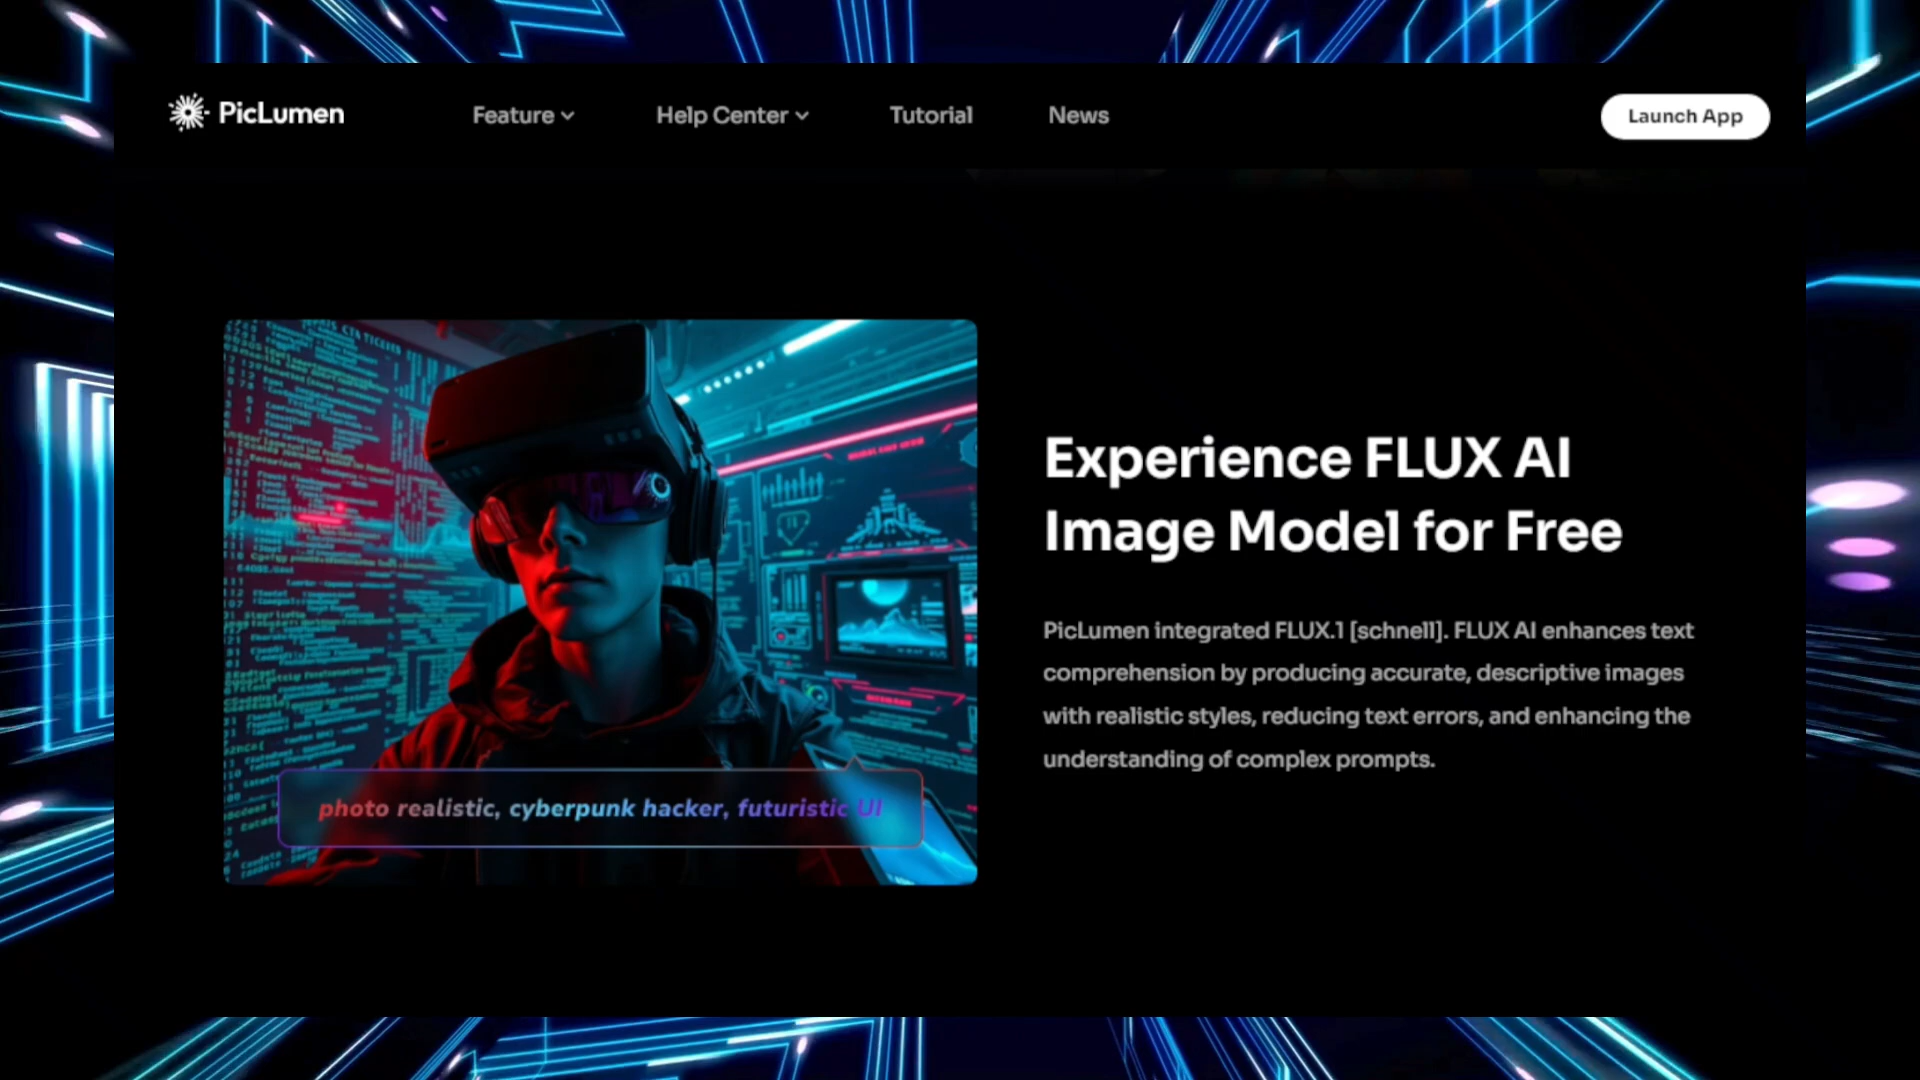 PicLumen
Feature
Help Center
Tutorial
News
Launch App
photo realistic, cyberpunk hacker, futuristic UI
Experience FLUX AI
Image Model for Free
PicLumen integrated FLUX.1 [schnell]. FLUX AI enhances text
comprehension by producing accurate, descriptive images
with realistic styles, reducing text errors, and enhancing the
understanding of complex prompts.